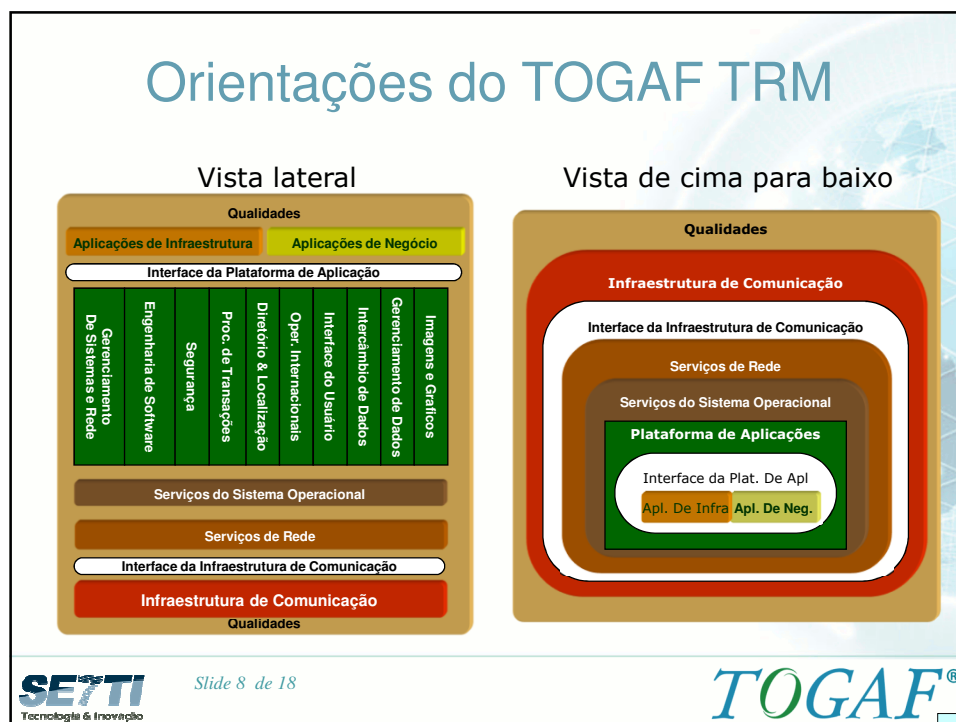 Orientações do TOGAF TRM
Vista lateral
Qualidades
Aplicações de Infraestrutura
Aplicações de Negócio
Interface da Plataforma de Aplicação
Gerenciamento
De Sistemas e Rede
Engenharia de Software
Segurança
Proc. de Transações
Diretório & Localização
Oper. Internacionais
Interface do Usuário
Intercâmbio de Dados
Gerenciamento de Dados
Imagens e Graficos
Serviços do Sistema Operacional
Serviços de Rede
Interface da Infraestrutura de Comunicação
Infraestrutura de Comunicação
Qualidades
Vista de cima para baixo
Qualidades
Infraestrutura de Comunicação
Interface da Infraestrutura de Comunicação
Serviços de Rede
Serviços do Sistema Operacional
Plataforma de Aplicações
Interface da Plat. De Apl
Apl. De Infra
Apl. De Neg.
SE7TI
Tecnologia & Inovação
Slide 8 de 18
TOGAF®